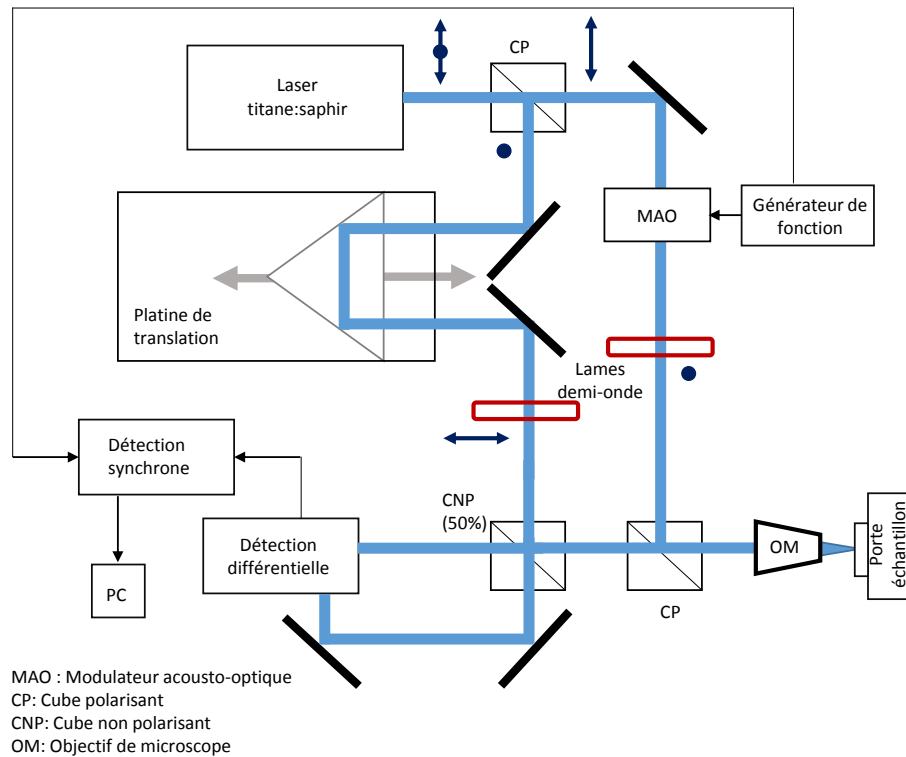 CP
Laser
titane:saphir
MAO
Générateur de
fonction
Platine de
translation
Lames
demi-onde
Détection
synchrone
CNP
(50%)
Détection
différentielle
OM
Porte
échantillon
PC
CP
MAO : Modulateur acousto-optique
CP: Cube polarisant
CNP: Cube non polarisant
OM: Objectif de microscope